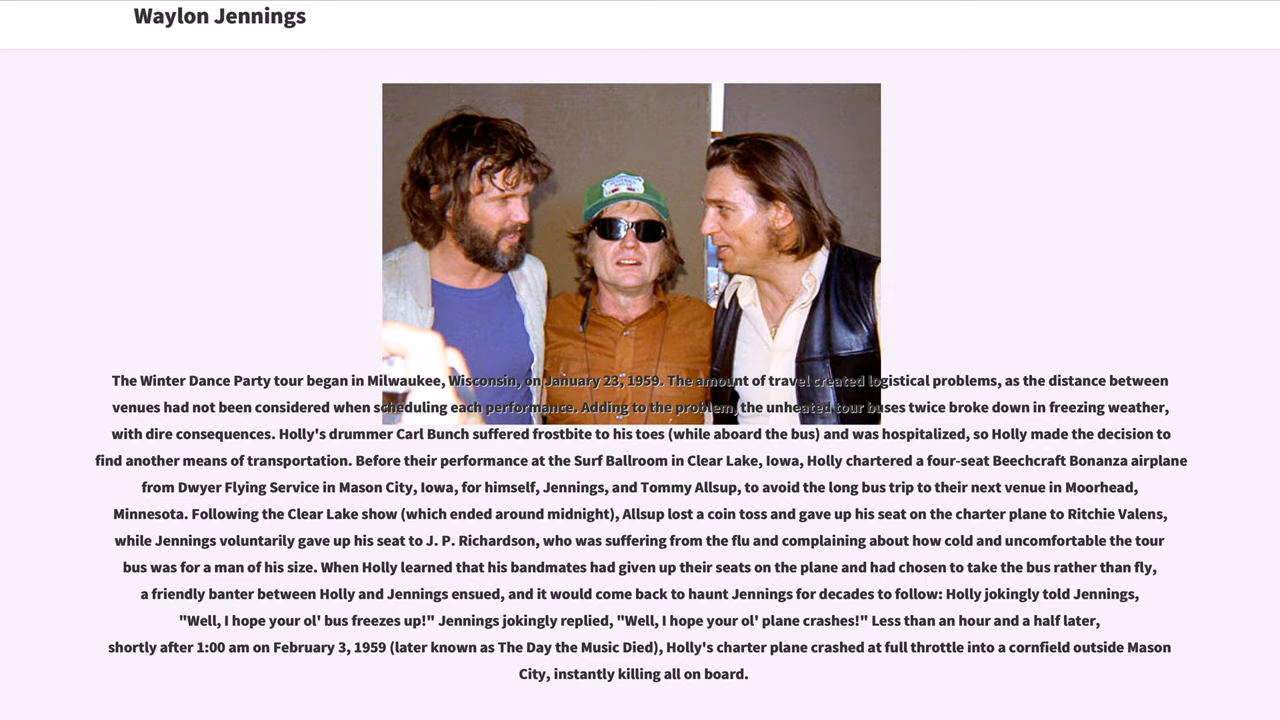 Waylon Jennings
The Winter Dance Party tour began in Milwaukee, Wisconsin, on January 23, 1959. The amount of travel created logistical problems, as the distance between
venues had not been considered when scheduling each performance. Adding to the problem, the unheated tour buses twice broke down in freezing weather,
with dire consequences. Holly's drummer Carl Bunch suffered frostbite to his toes (while aboard the bus) and was hospitalized, so Holly made the decision to
find another means of transportation. Before their performance at the Surf Ballroom in Clear Lake, Iowa, Holly chartered a four-seat Beechcraft Bonanza airplane
from Dwyer Flying Service in Mason City, Iowa, for himself, Jennings, and Tommy Allsup, to avoid the long bus trip to their next venue in Moorhead,
Minnesota. Following the Clear Lake show (which ended around midnight), Allsup lost a coin toss and gave up his seat on the charter plane to Ritchie Valens,
while Jennings voluntarily gave up his seat to J. P. Richardson, who was suffering from the flu and complaining about how cold and uncomfortable the tour
bus was for a man of his size. When Holly learned that his bandmates had given up their seats on the plane and had chosen to take the bus rather than fly,
a friendly banter between Holly and Jennings ensued, and it would come back to haunt Jennings for decades to follow: Holly jokingly told Jennings,
"Well, I hope your ol' bus freezes up!" Jennings jokingly replied, "Well, I hope your ol' plane crashes!" Less than an hour and a half later,
shortly after 1:00 am on February 3, 1959 (later known as The Day the Music Died), Holly's charter plane crashed at full throttle into a cornfield outside Mason
City, instantly killing all on board.